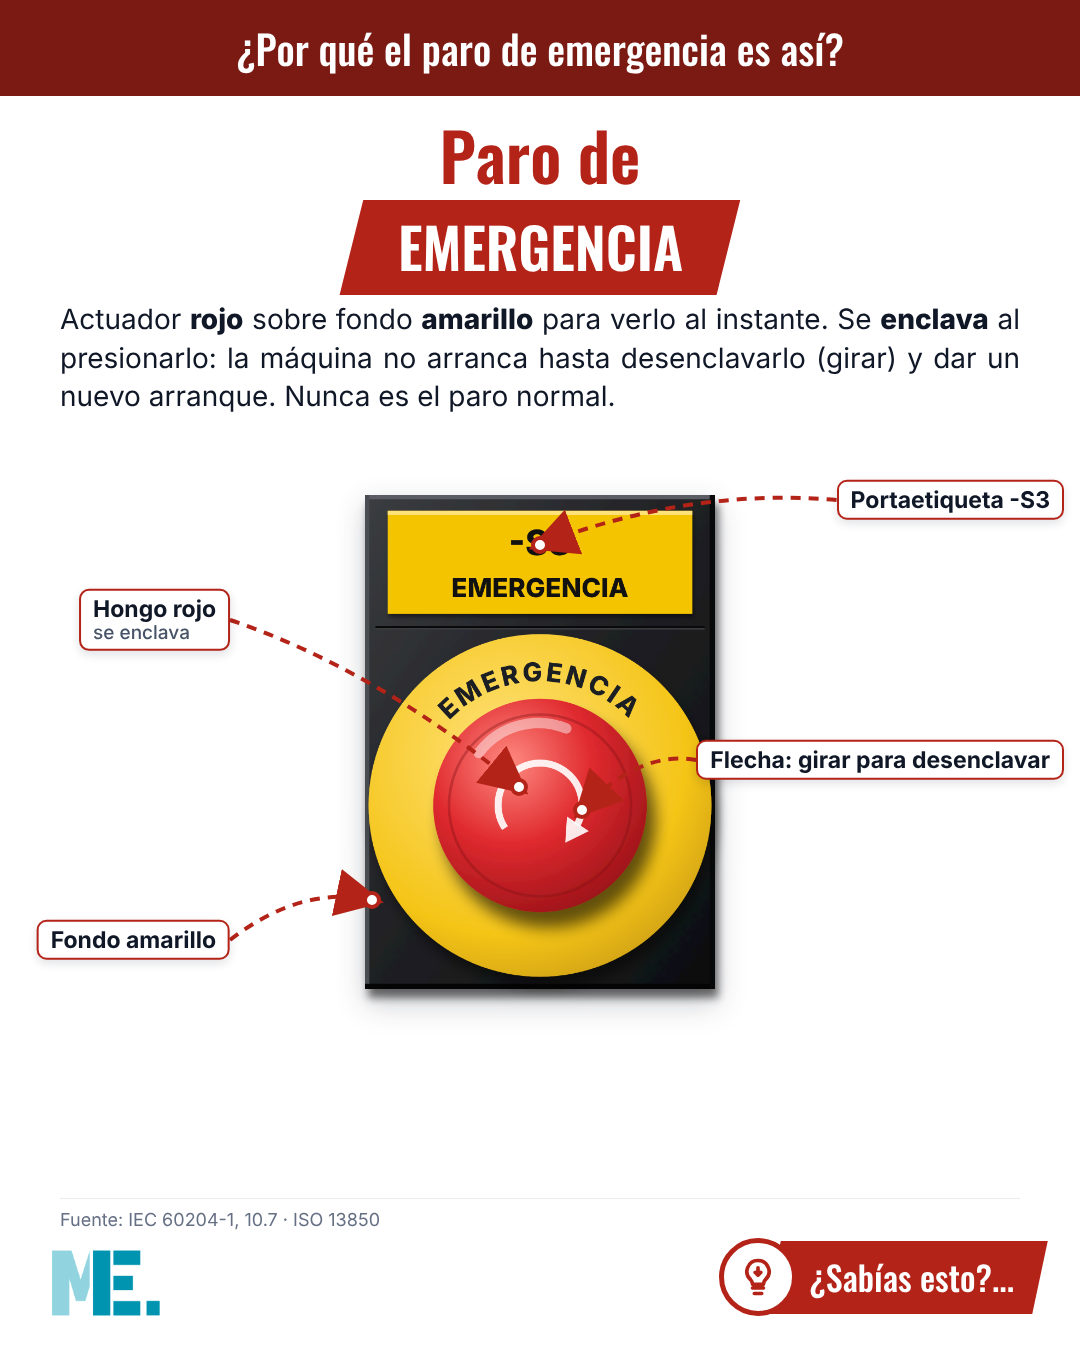 ¿Por qué el paro de emergencia es así?
Paro de
EMERGENCIA
Actuador rojo sobre fondo amarillo para verlo al instante. Se enclava al
presionarlo: la máquina no arranca hasta desenclavarlo (girar) y dar un
nuevo arranque. Nunca es el paro normal.
Portaetiqueta -S3
EMERGENCIA
Hongo rojo
se enclava
EMERGENCIA
Flecha: girar para desenclavar
Fondo amarillo
Fuente: IEC 60204-1, 10.7 · ISO 13850
ME.
¿Sabías esto?...